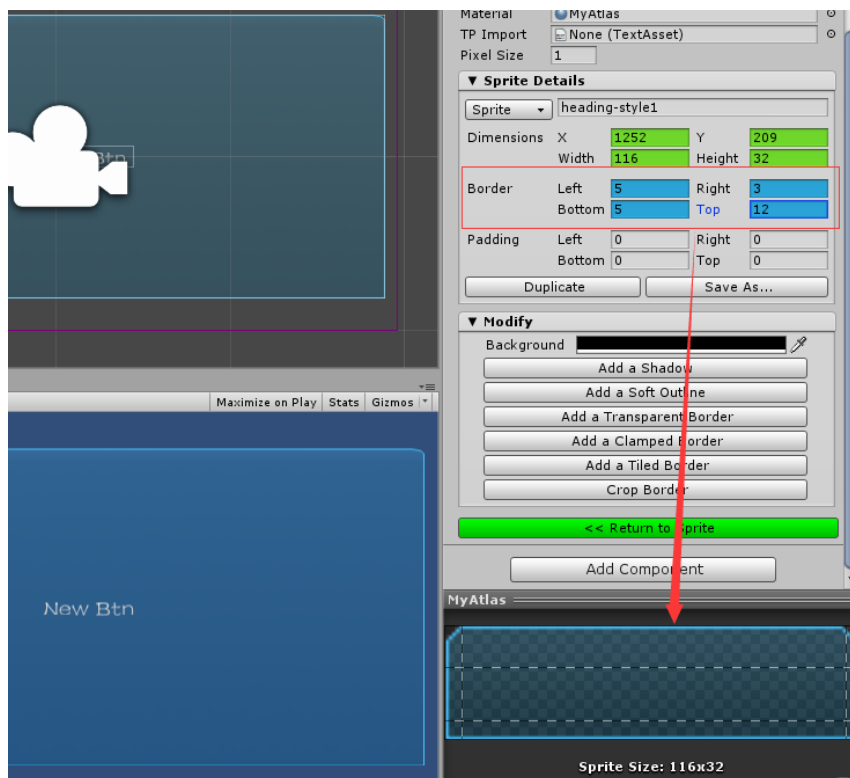 Material MyAtlas
TP Import None (TextAsset)
Pixel Size 1
Sprite Details
Sprite heading-style1
Dimensions X 1252 Y 209
Width 116 Height 32
Border Left 5 Right 3
Bottom 5 Top 12
Padding Left 0 Right 0
Bottom 0 Top 0
Duplicate Save As...
Modify
Background
Add a Shadow
Add a Soft Outline
Add a Transparent Border
Add a Clamped Border
Add a Tiled Border
Crop Border
<< Return to Sprite
Add Component
MyAtlas
Sprite Size: 116x32
Btn
Maximize on Play Stats Gizmos
New Btn